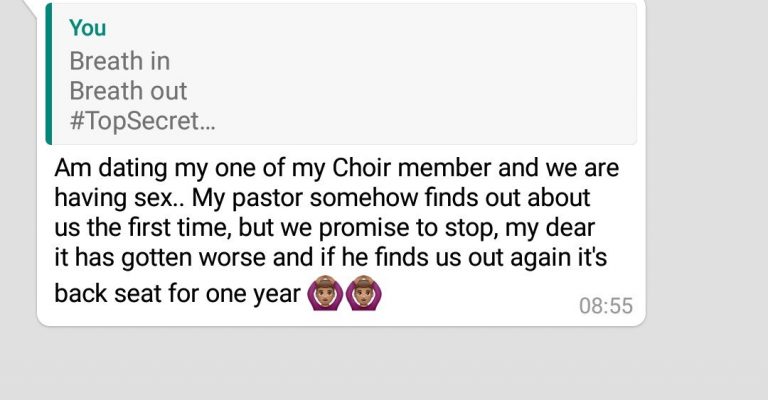 You
Breath in
Breath out
#TopSecret...
Am dating my one of my Choir member and we are
having sex.. My pastor somehow finds out about
us the first time, but we promise to stop, my dear
it has gotten worse and if he finds us out again it's
back seat for one year 🙆🏽🙆🏽
08:55